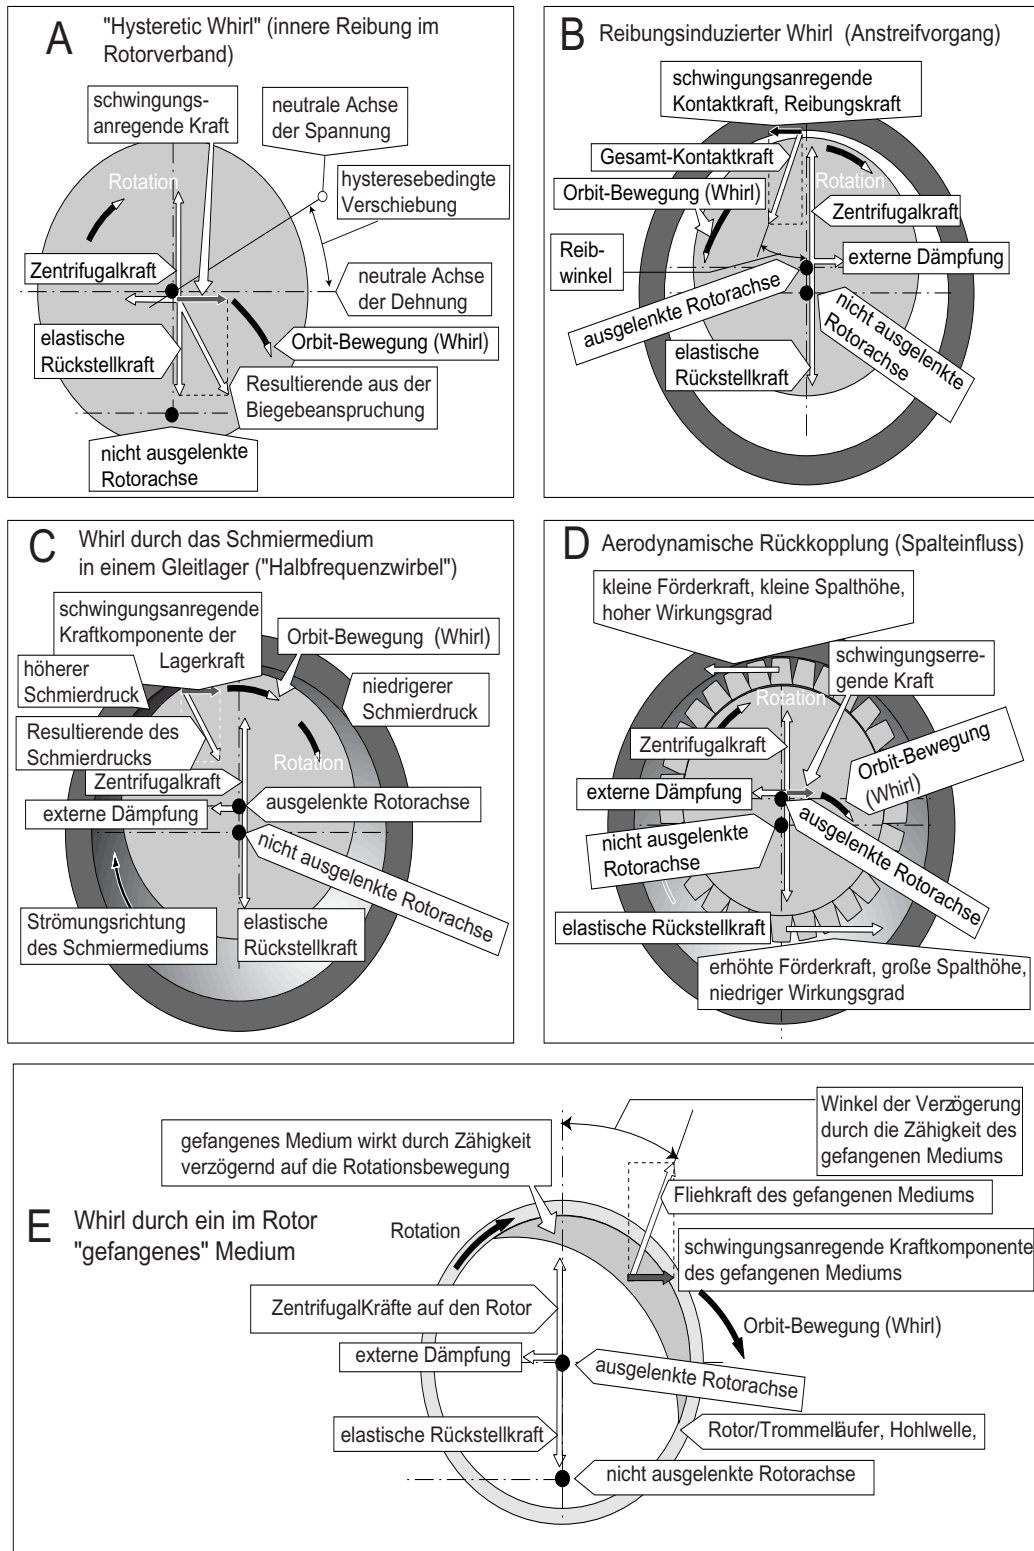 A
"Hysteretic Whirl" (innere Reibung im
Rotorverband)
schwingungs-
anregende Kraft
neutrale Achse
der Spannung
Rotation
hysteresebedingte
Verschiebung
Zentrifugalkraft
neutrale Achse
der Dehnung
elastische
Rückstellkraft
Orbit-Bewegung (Whirl)
Resultierende aus der
Biegebeanspruchung
nicht ausgelenkte
Rotorachse
B
Reibungsinduzierter Whirl (Anstreifvorgang)
schwingungsanregende
Kontaktkraft, Reibungskraft
Gesamt-Kontaktkraft
Rotation
Orbit-Bewegung (Whirl)
Zentrifugalkraft
Reib-
winkel
externe Dämpfung
ausgelenkte Rotorachse
nicht ausgelenkte
Rotorachse
elastische
Rückstellkraft
C
Whirl durch das Schmiermedium
in einem Gleitlager ("Halbfrequenzwirbel")
schwingungsanregende
Kraftkomponente der
Lagerkraft
Orbit-Bewegung (Whirl)
höherer
Schmierdruck
niedrigerer
Schmierdruck
Resultierende des
Schmierdrucks
Rotation
Zentrifugalkraft
externe Dämpfung
ausgelenkte Rotorachse
nicht ausgelenkte Rotorachse
Strömungsrichtung
des Schmiermediums
elastische
Rückstellkraft
D
Aerodynamische Rückkopplung (Spalteinfluss)
kleine Förderkraft, kleine Spalthöhe,
hoher Wirkungsgrad
schwingungserre-
gende Kraft
Rotation
Zentrifugalkraft
Orbit-Bewegung
(Whirl)
externe Dämpfung
nicht ausgelenkte
Rotorachse
ausgelenkte Rotorachse
elastische Rückstellkraft
erhöhte Förderkraft, große Spalthöhe,
niedriger Wirkungsgrad
E
Whirl durch ein im Rotor
"gefangenes" Medium
gefangenes Medium wirkt durch Zähigkeit
verzögernd auf die Rotationsbewegung
Winkel der Verzögerung
durch die Zähigkeit des
gefangenen Mediums
Fliehkraft des gefangenen Mediums
Rotation
schwingungsanregende Kraftkomponente
des gefangenen Mediums
ZentrifugalKräfte auf den Rotor
Orbit-Bewegung (Whirl)
externe Dämpfung
ausgelenkte Rotorachse
elastische Rückstellkraft
Rotor/Trommelläufer, Hohlwelle,
nicht ausgelenkte Rotorachse